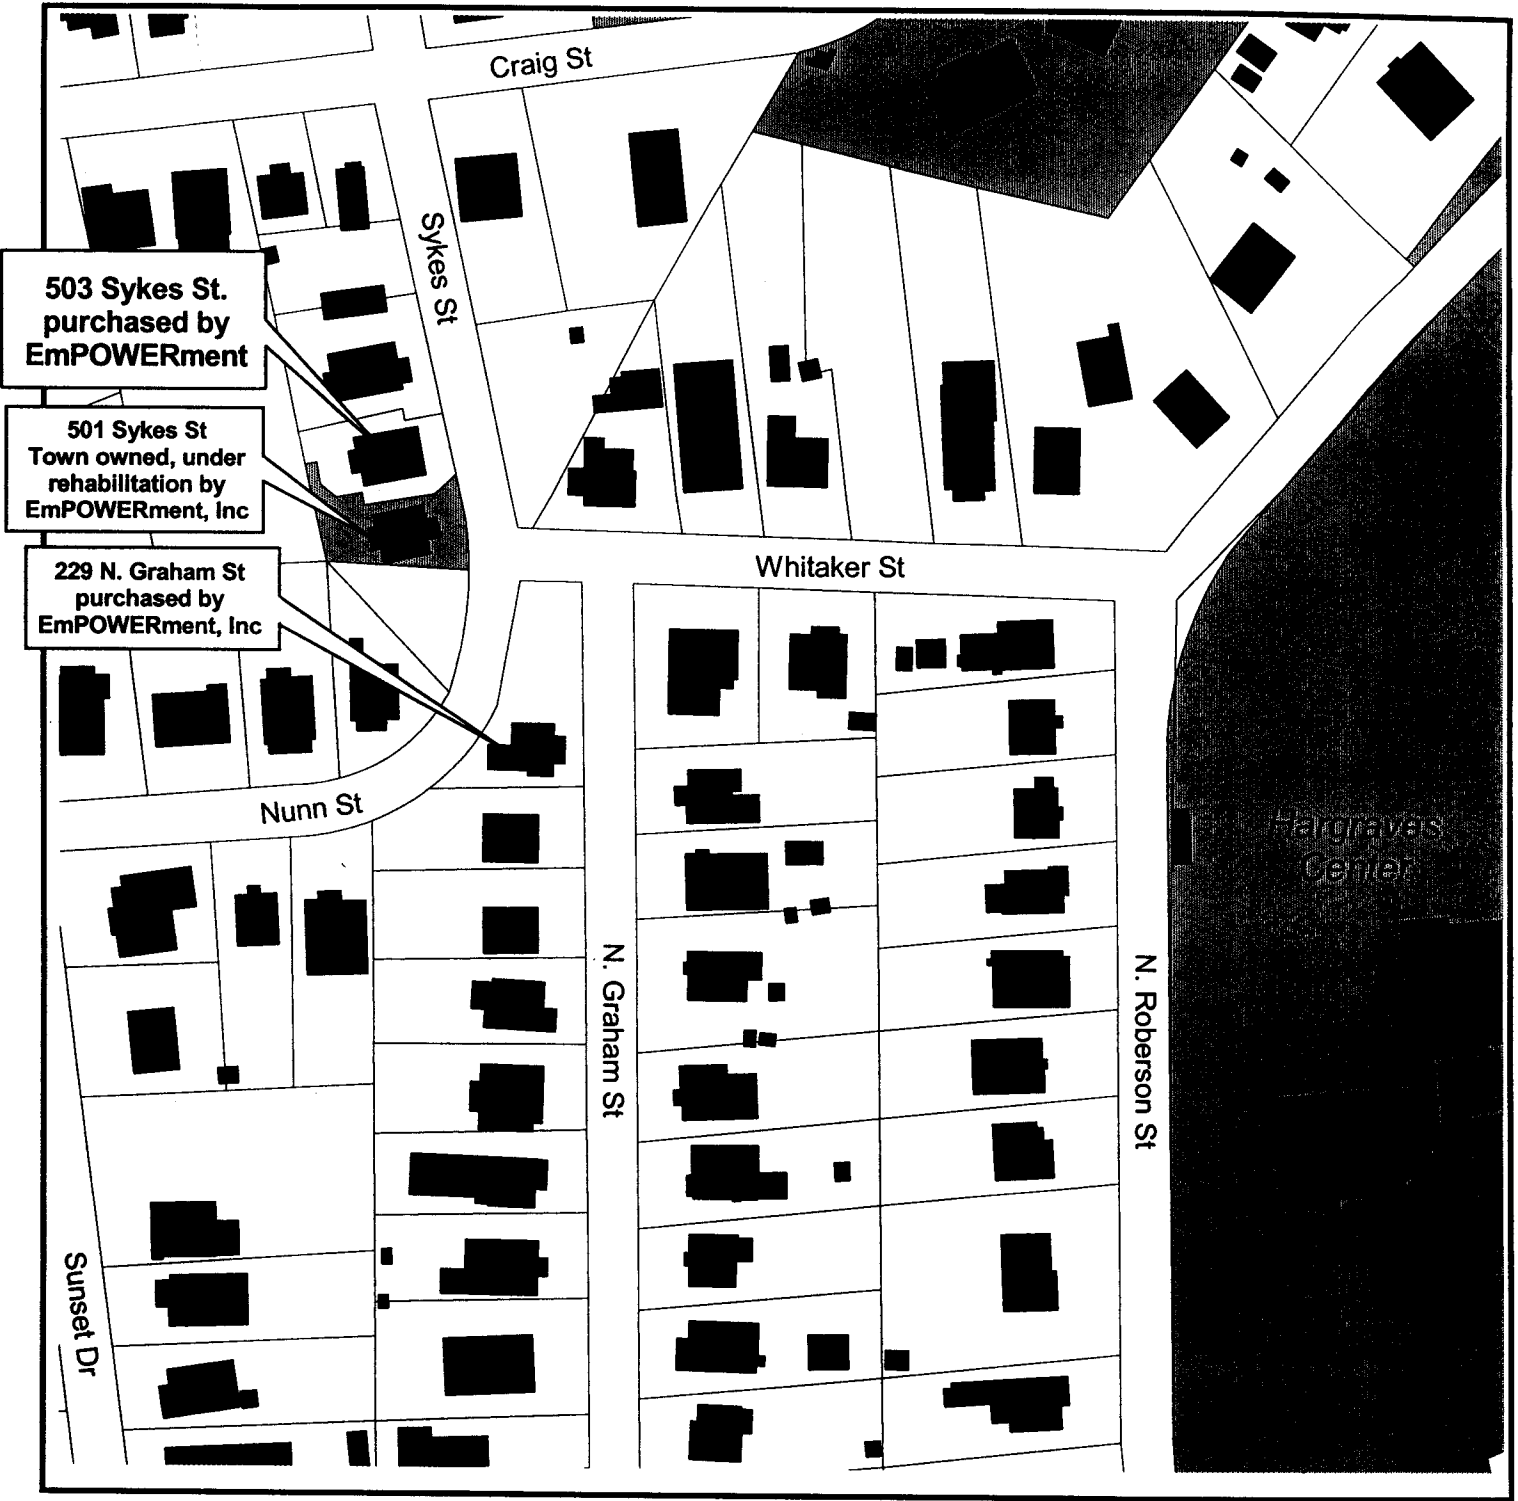 Craig St
Sykes St
503 Sykes St.
purchased by
EmPOWERment
501 Sykes St
Town owned, under
rehabilitation by
EmPOWERment, Inc
229 N. Graham St
purchased by
EmPOWERment, Inc
Whitaker St
Nunn St
Hargraves
Center
N. Graham St
N. Roberson St
Sunset Dr